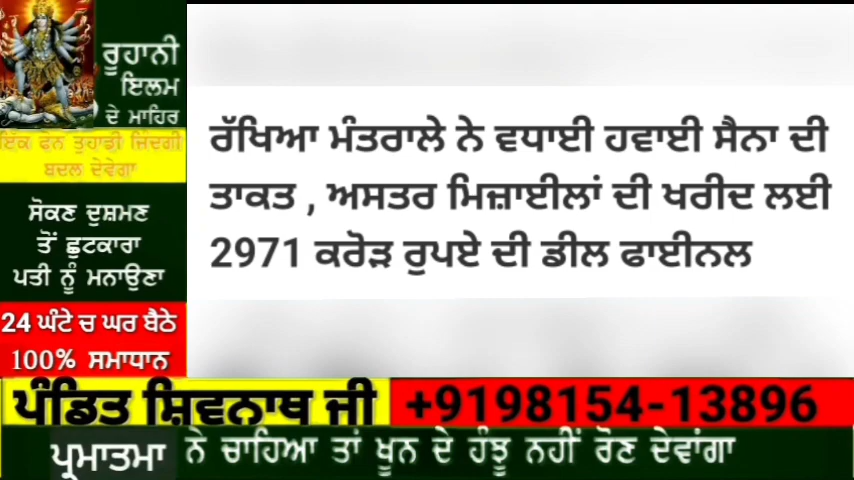 ਰੂਹਾਨੀ
ਇਲਮ
ਦੇ ਮਾਹਿਰ
ਇਕ ਫੋਨ ਤੁਹਾਡੀ ਜ਼ਿੰਦਗੀ
ਬਦਲ ਦੇਵੇਗਾ
ਸੌਕਣ ਦੁਸ਼ਮਣ
ਤੋਂ ਛੁਟਕਾਰਾ
ਪਤੀ ਨੂੰ ਮਨਾਉਣਾ
24 ਘੰਟੇ ਚ ਘਰ ਬੈਠੇ
100% ਸਮਾਧਾਨ
ਰੱਖਿਆ ਮੰਤਰਾਲੇ ਨੇ ਵਧਾਈ ਹਵਾਈ ਸੈਨਾ ਦੀ
ਤਾਕਤ , ਅਸਤਰ ਮਿਜ਼ਾਈਲਾਂ ਦੀ ਖਰੀਦ ਲਈ
2971 ਕਰੋੜ ਰੁਪਏ ਦੀ ਡੀਲ ਫਾਈਨਲ
ਪੰਡਿਤ ਸ਼ਿਵਨਾਥ ਜੀ +9198154-13896
ਪ੍ਰਮਾਤਮਾ ਨੇ ਚਾਹਿਆ ਤਾਂ ਖੂਨ ਦੇ ਹੰਝੂ ਨਹੀਂ ਰੋਣ ਦੇਵਾਂਗਾ